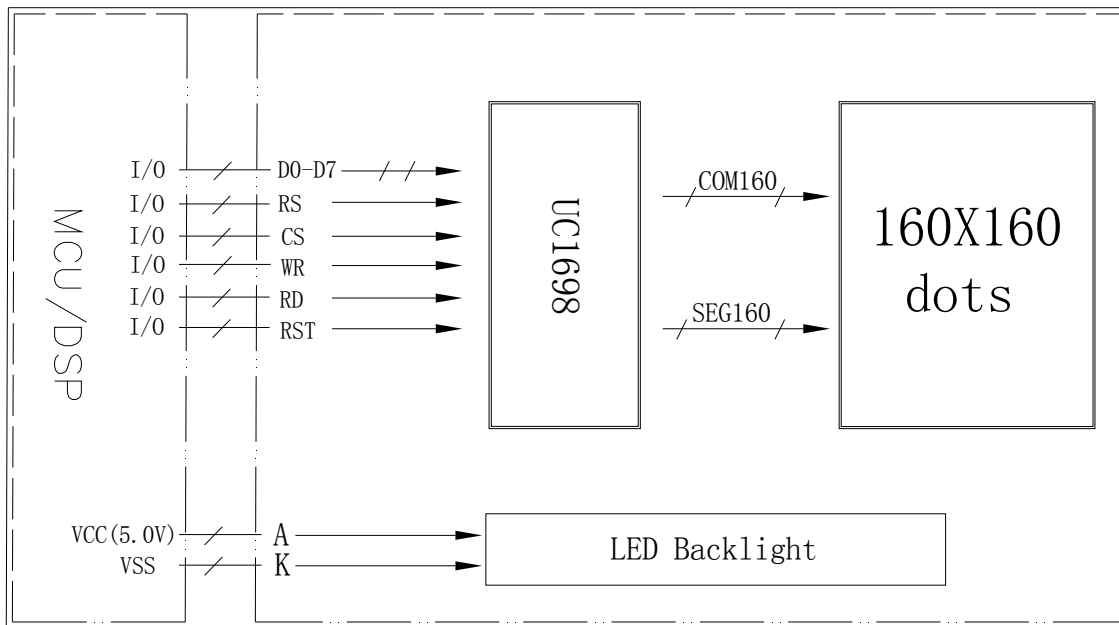 MCU/DSP
I/O D0-D7
I/O RS
I/O CS
I/O WR
I/O RD
I/O RST
UC1698
COM160
SEG160
160X160
dots
VCC(5.0V) A
VSS K
LED Backlight